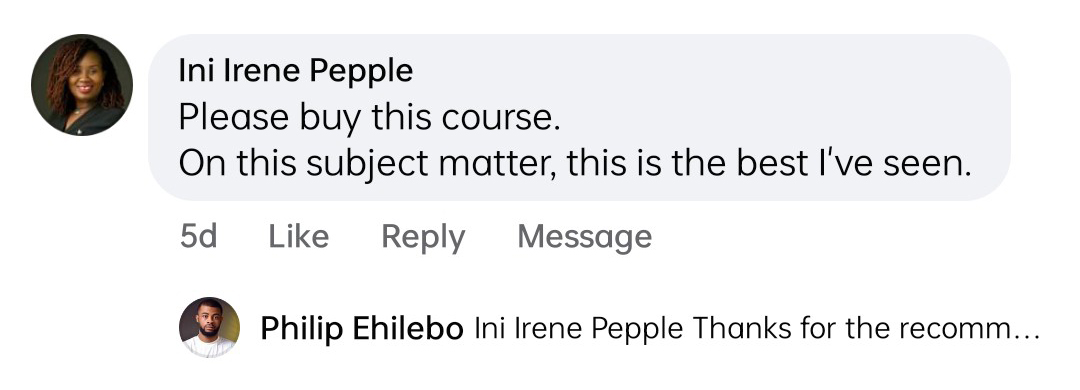 Ini Irene Pepple
Please buy this course.
On this subject matter, this is the best I've seen.
5d Like Reply Message
Philip Ehilebo Ini Irene Pepple Thanks for the recomm...